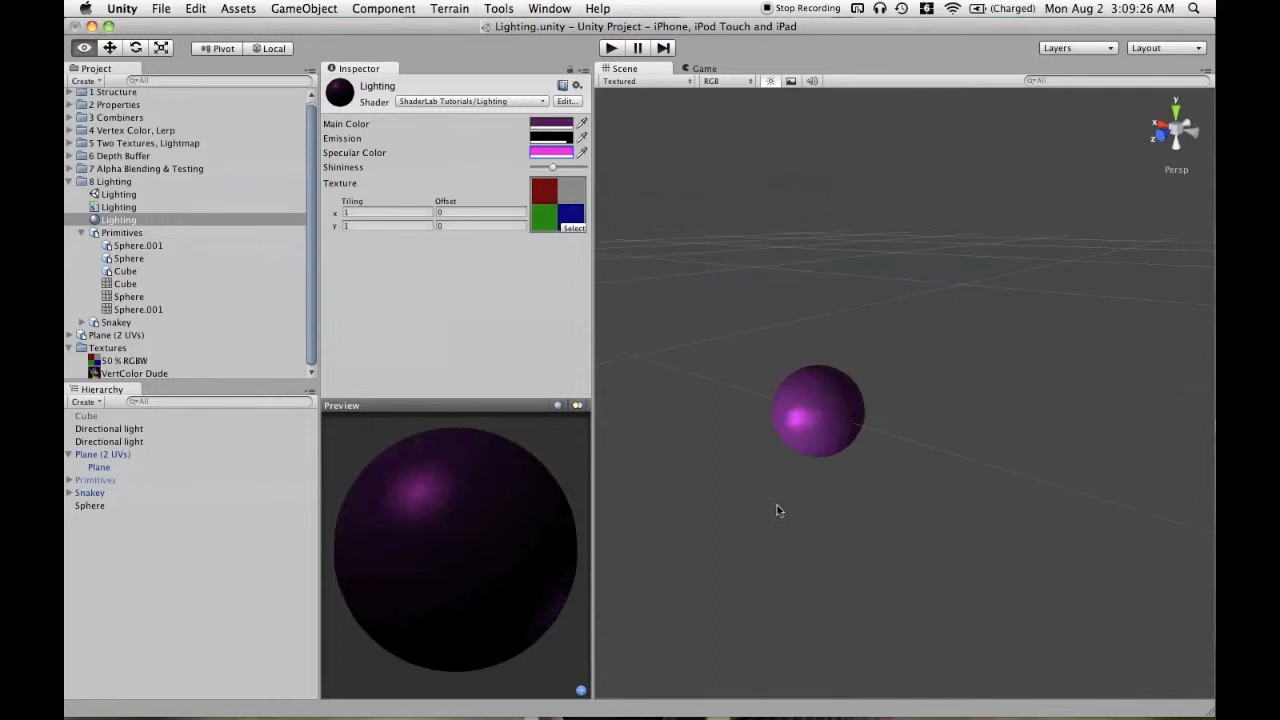 Unity File Edit Assets GameObject Component Terrain Tools Window Help Stop Recording (Charged) Mon Aug 2 3:09:26 AM
Lighting.unity – Unity Project – iPhone, iPod Touch and iPad
Pivot Local Layers Layout
Project
Create All
1 Structure
2 Properties
3 Combiners
4 Vertex Color, Lerp
5 Two Textures, Lightmap
6 Depth Buffer
7 Alpha Blending & Testing
8 Lighting
Lighting
Lighting
Lighting
Primitives
Sphere.001
Sphere
Cube
Cube
Sphere
Sphere.001
Snakey
Plane (2 UVs)
Textures
50 % RGBW
VertColor Dude
Hierarchy
Create All
Cube
Directional light
Directional light
Plane (2 UVs)
Plane
Primitives
Snakey
Sphere
Inspector
Lighting
Shader ShaderLab Tutorials/Lighting Edit...
Main Color
Emission
Specular Color
Shininess
Texture
Tiling Offset
x 1 0
y 1 0
Select
Preview
Scene Game
Textured RGB All
y
x
z
Persp